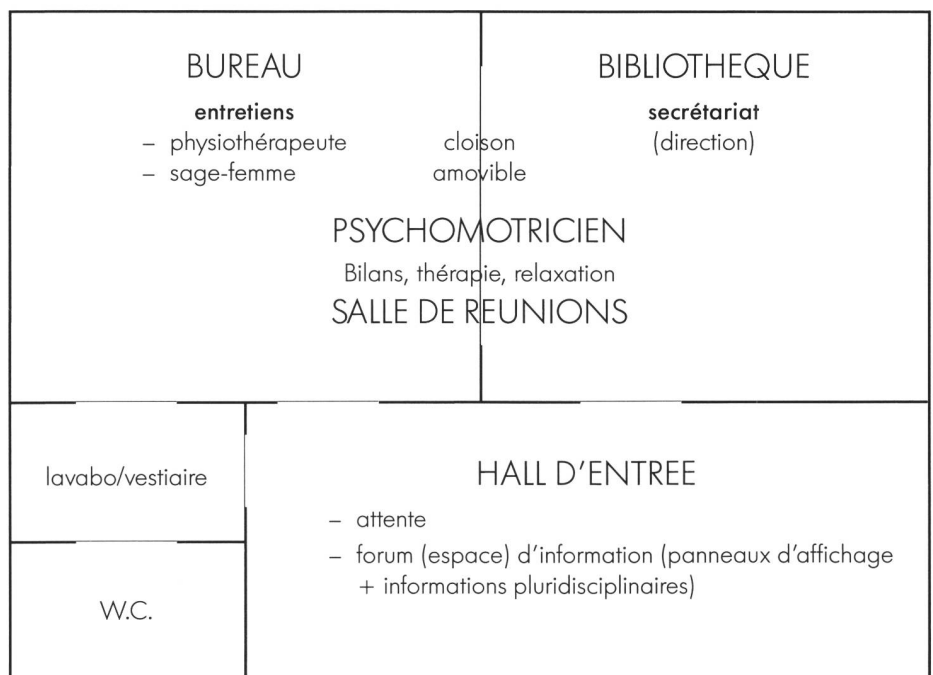 BUREAU
entretiens
– physiothérapeute
– sage-femme
cloison
amovible
BIBLIOTHEQUE
secrétariat
(direction)
PSYCHOMOTRICIEN
Bilans, thérapie, relaxation
SALLE DE REUNIONS
lavabo/vestiaire
W.C.
HALL D'ENTREE
– attente
– forum (espace) d'information (panneaux d'affichage
+ informations pluridisciplinaires)